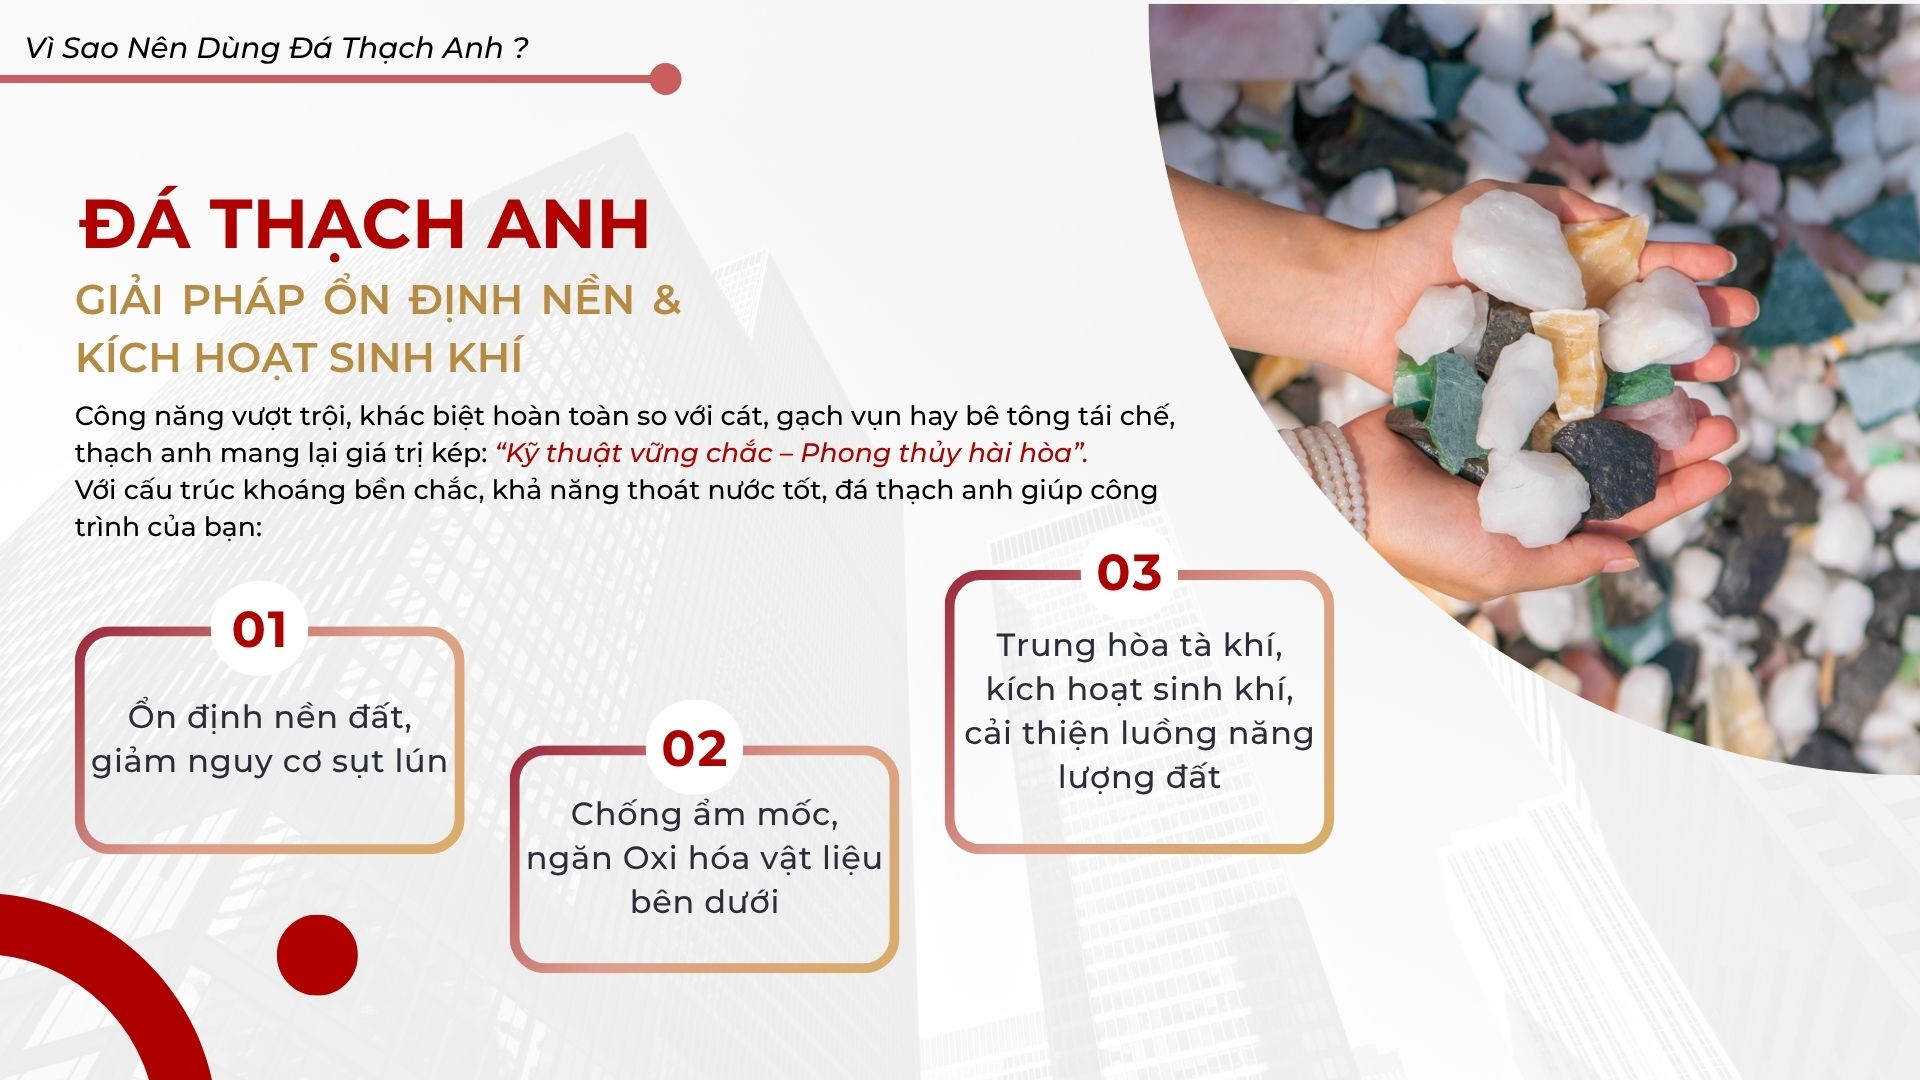 Vì Sao Nên Dùng Đá Thạch Anh ?
ĐÁ THẠCH ANH
GIẢI PHÁP ỔN ĐỊNH NỀN &
KÍCH HOẠT SINH KHÍ
Công năng vượt trội, khác biệt hoàn toàn so với cát, gạch vụn hay bê tông tái chế,
thạch anh mang lại giá trị kép: “Kỹ thuật vững chắc – Phong thủy hài hòa”.
Với cấu trúc khoáng bền chắc, khả năng thoát nước tốt, đá thạch anh giúp công
trình của bạn:
01
Ổn định nền đất,
giảm nguy cơ sụt lún
02
Chống ẩm mốc,
ngăn Oxi hóa vật liệu
bên dưới
03
Trung hòa tà khí,
kích hoạt sinh khí,
cải thiện luồng năng
lượng đất